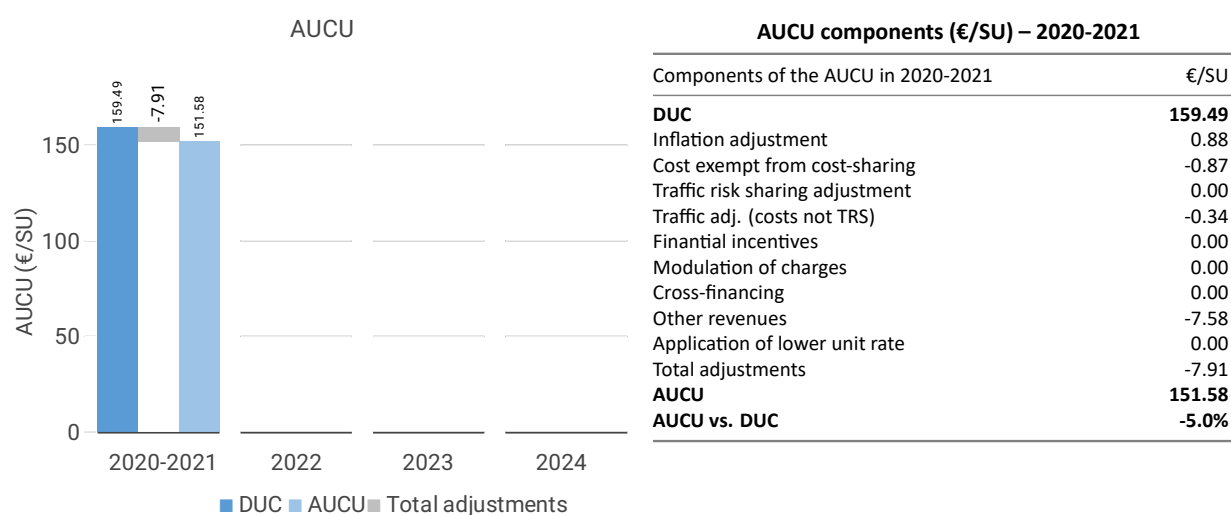 AUCU
159.49
-7.91
151.58
150
100
50
0
AUCU (€/SU)
2020-2021
2022
2023
2024
DUC
AUCU
Total adjustments
AUCU components (€/SU) – 2020-2021
Components of the AUCU in 2020-2021 €/SU
DUC 159.49
Inflation adjustment 0.88
Cost exempt from cost-sharing -0.87
Traffic risk sharing adjustment 0.00
Traffic adj. (costs not TRS) -0.34
Finantial incentives 0.00
Modulation of charges 0.00
Cross-financing 0.00
Other revenues -7.58
Application of lower unit rate 0.00
Total adjustments -7.91
AUCU 151.58
AUCU vs. DUC -5.0%